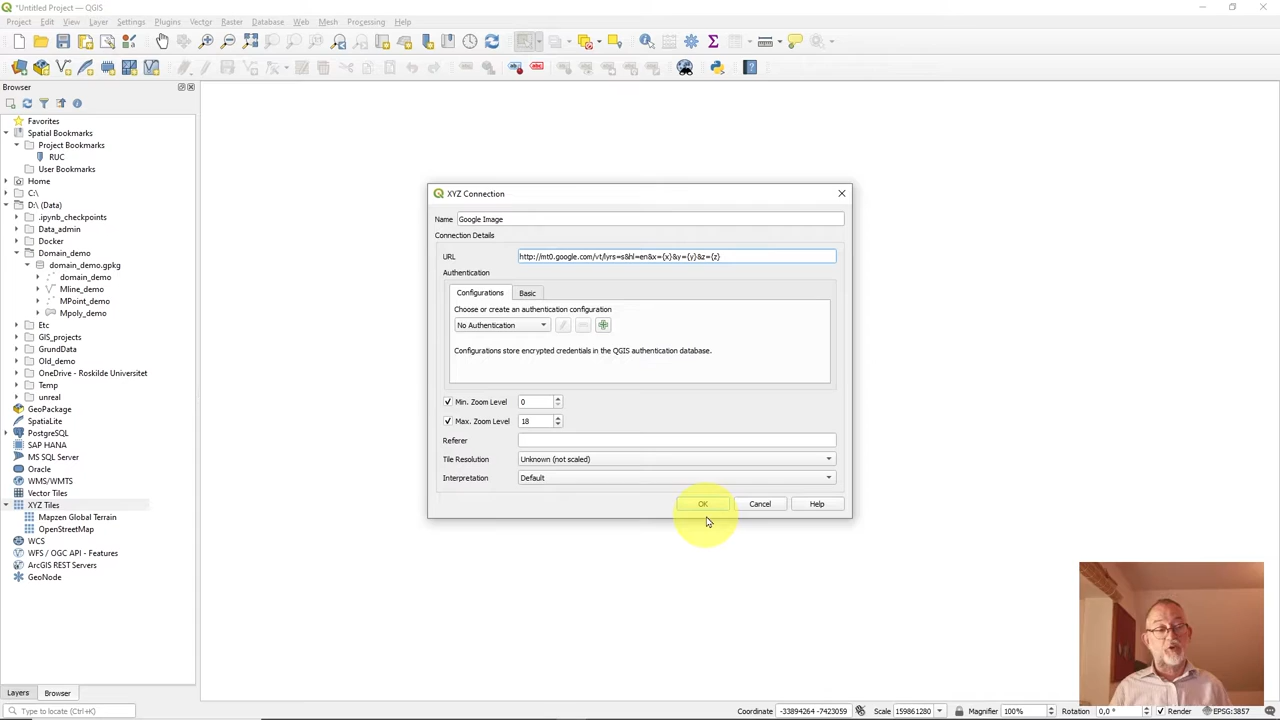 *Untitled Project — QGIS
Project Edit View Layer Settings Plugins Vector Raster Database Web Mesh Processing Help
Browser
Favorites
Spatial Bookmarks
Project Bookmarks
RUC
User Bookmarks
Home
C:\
D:\ (Data)
.ipynb_checkpoints
Data_admin
Docker
Domain_demo
domain_demo.gpkg
domain_demo
Mline_demo
MPoint_demo
Mpoly_demo
Etc
GIS_projects
GrundData
Old_demo
OneDrive - Roskilde Universitet
Temp
unreal
GeoPackage
SpatiaLite
PostgreSQL
SAP HANA
MS SQL Server
Oracle
WMS/WMTS
Vector Tiles
XYZ Tiles
Mapzen Global Terrain
OpenStreetMap
WCS
WFS / OGC API - Features
ArcGIS REST Servers
GeoNode
Layers Browser
XYZ Connection
Name Google Image
Connection Details
URL http://mt0.google.com/vt/lyrs=s&hl=en&x={x}&y={y}&z={z}
Authentication
Configurations Basic
Choose or create an authentication configuration
No Authentication
Configurations store encrypted credentials in the QGIS authentication database.
Min. Zoom Level 0
Max. Zoom Level 18
Referer
Tile Resolution Unknown (not scaled)
Interpretation Default
OK Cancel Help
Type to locate (Ctrl+K) Coordinate -33894264 -7423059 Scale 159861280 Magnifier 100% Rotation 0,0 ° Render EPSG:3857